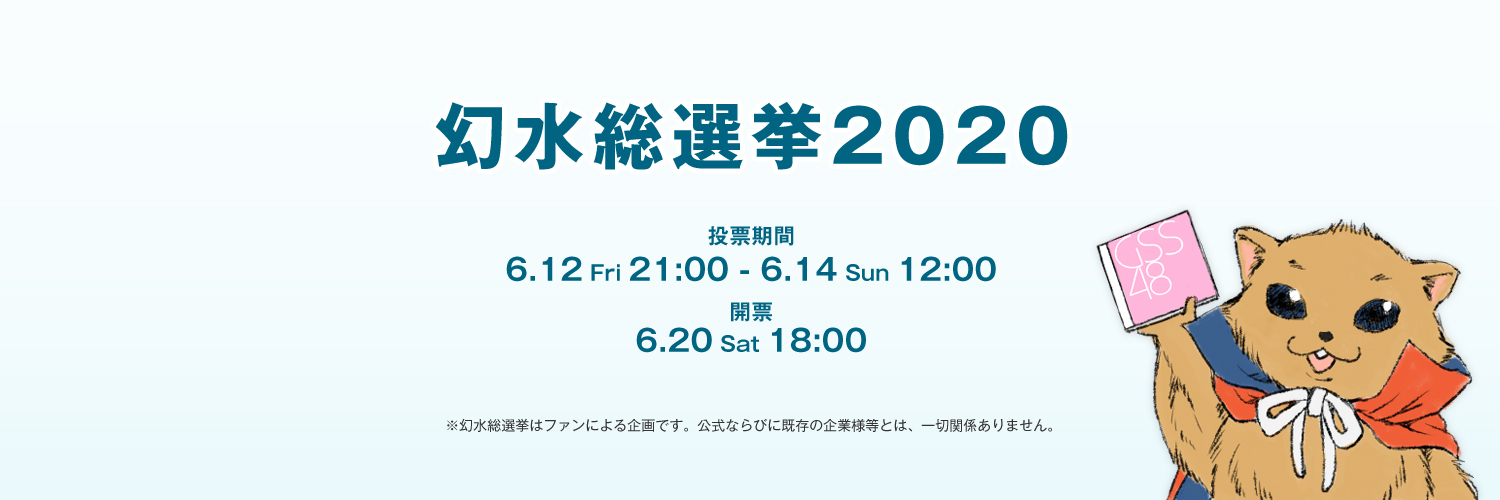 幻水総選挙2020
投票期間
6.12 Fri 21:00 - 6.14 Sun 12:00
開票
6.20 Sat 18:00
GSS
48
※幻水総選挙はファンによる企画です。公式ならびに既存の企業様等とは、一切関係ありません。